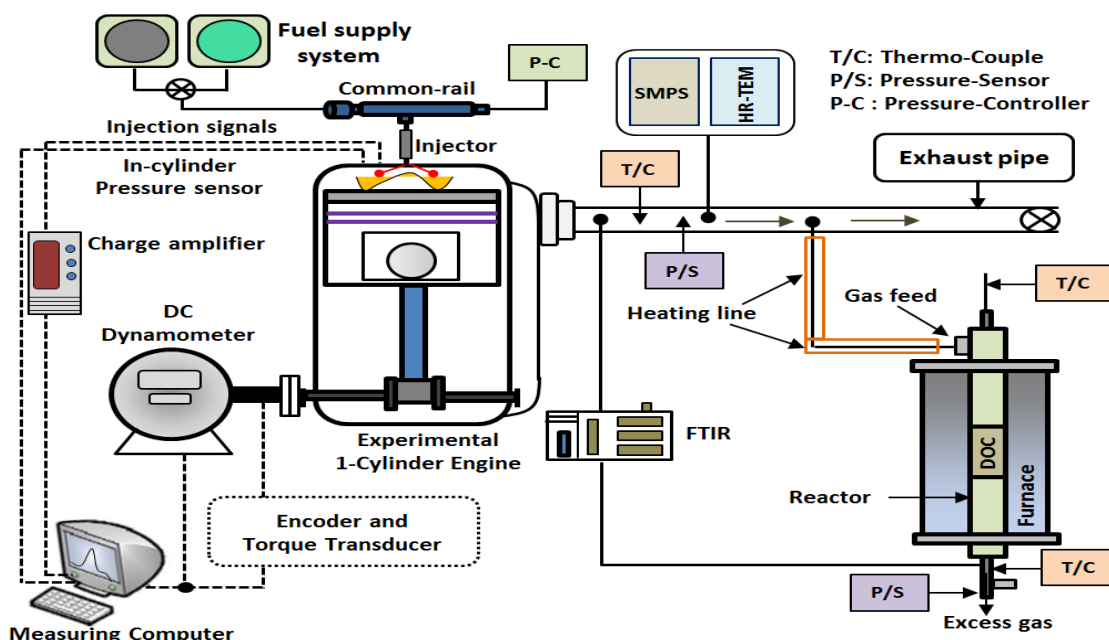 Fuel supply
system
P-C
SMPS
HR-TEM
T/C: Thermo-Couple
P/S: Pressure-Sensor
P-C : Pressure-Controller
Common-rail
Injection signals
Injector
In-cylinder
Pressure sensor
T/C
Exhaust pipe
Charge amplifier
P/S
Gas feed
T/C
Heating line
DC
Dynamometer
Experimental
1-Cylinder Engine
FTIR
DOC
Furnace
Reactor
Encoder and
Torque Transducer
T/C
P/S
Excess gas
Measuring Computer